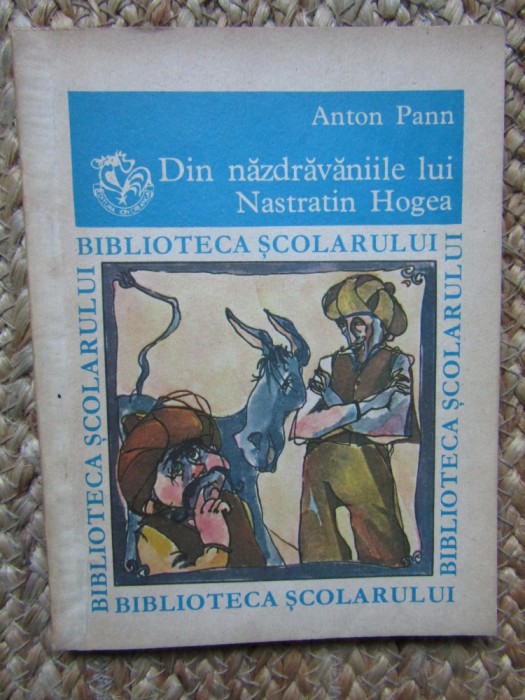 Anton Pann
Din năzdrăvăniile lui
Nastratin Hogea
BIBLIOTECA ȘCOLARULUI
BIBLIOTECA ȘCOLARULUI
BIBLIOTECA ȘCOLARULUI
BIBLIOTECA ȘCOLARULUI